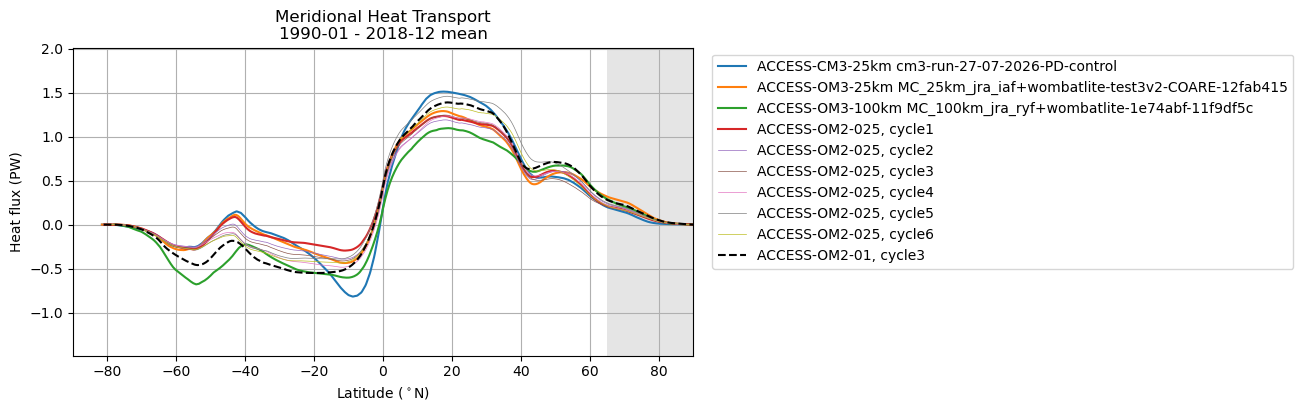 Meridional Heat Transport
1990-01 - 2018-12 mean
2.0
1.5
1.0
0.5
0.0
−0.5
−1.0
Heat flux (PW)
−80
−60
−40
−20
0
20
40
60
80
Latitude (°N)
ACCESS-CM3-25km cm3-run-27-07-2026-PD-control
ACCESS-OM3-25km MC_25km_jra_iaf+wombatlite-test3v2-COARE-12fab415
ACCESS-OM3-100km MC_100km_jra_ryf+wombatlite-1e74abf-11f9df5c
ACCESS-OM2-025, cycle1
ACCESS-OM2-025, cycle2
ACCESS-OM2-025, cycle3
ACCESS-OM2-025, cycle4
ACCESS-OM2-025, cycle5
ACCESS-OM2-025, cycle6
ACCESS-OM2-01, cycle3